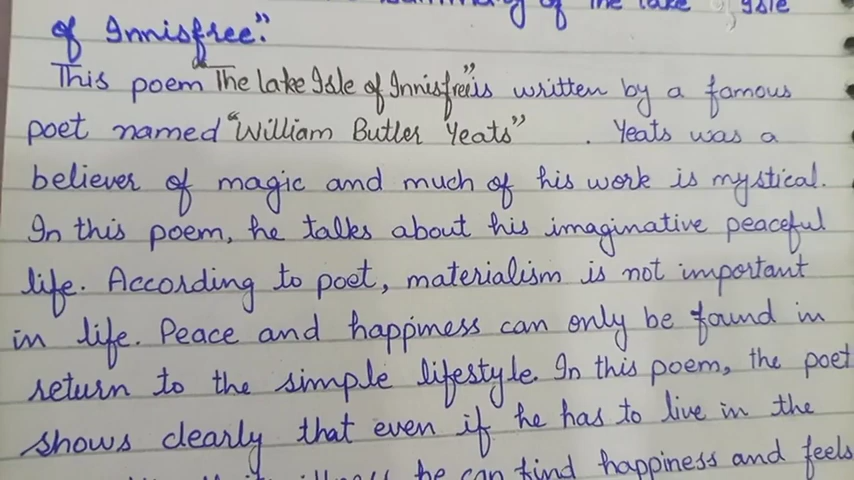 of the lake Isle
of Innisfree".
This poem "The lake Isle of Innisfree" is written by a famous
poet named "William Butler Yeats" . Yeats was a
believer of magic and much of his work is mystical.
In this poem, he talks about his imaginative peaceful
life. According to poet, materialism is not important
in life. Peace and happiness can only be found in
return to the simple lifestyle. In this poem, the poet
shows clearly that even if he has to live in the
he can find happiness and feels